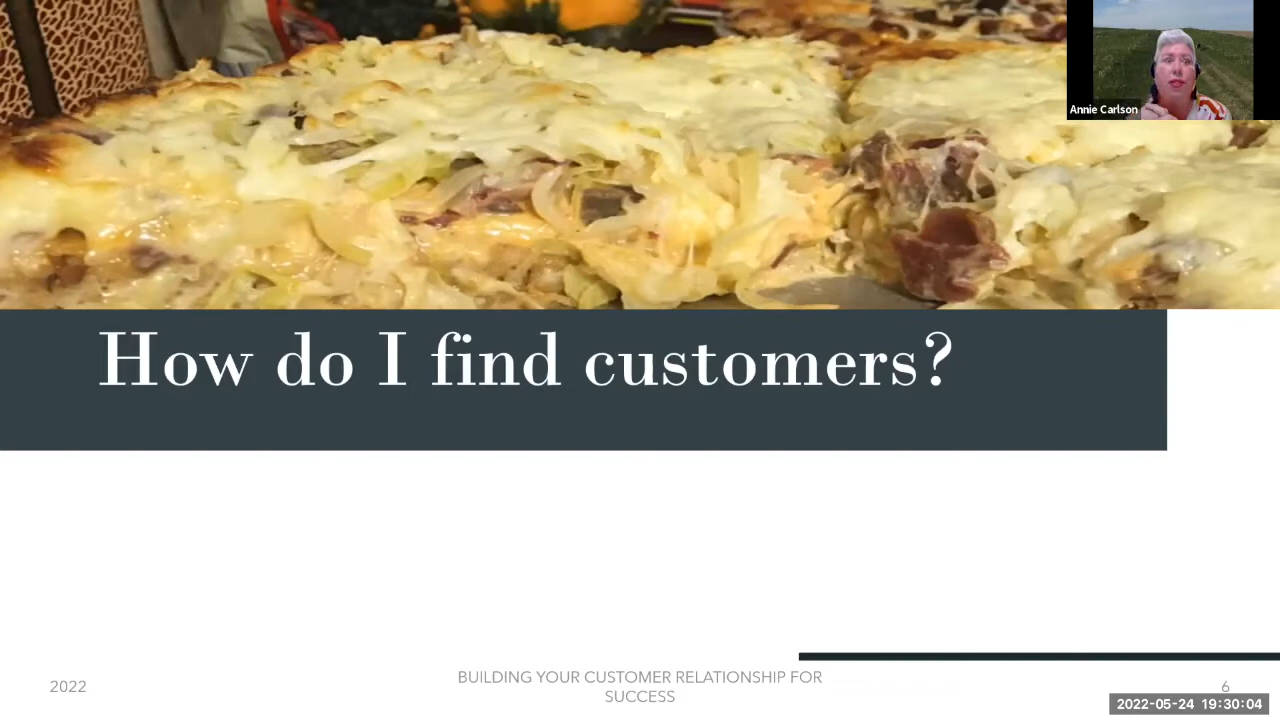 Annie Carlson
How do I find customers?
2022
BUILDING YOUR CUSTOMER RELATIONSHIP FOR
SUCCESS
6
2022-05-24 19:30:04